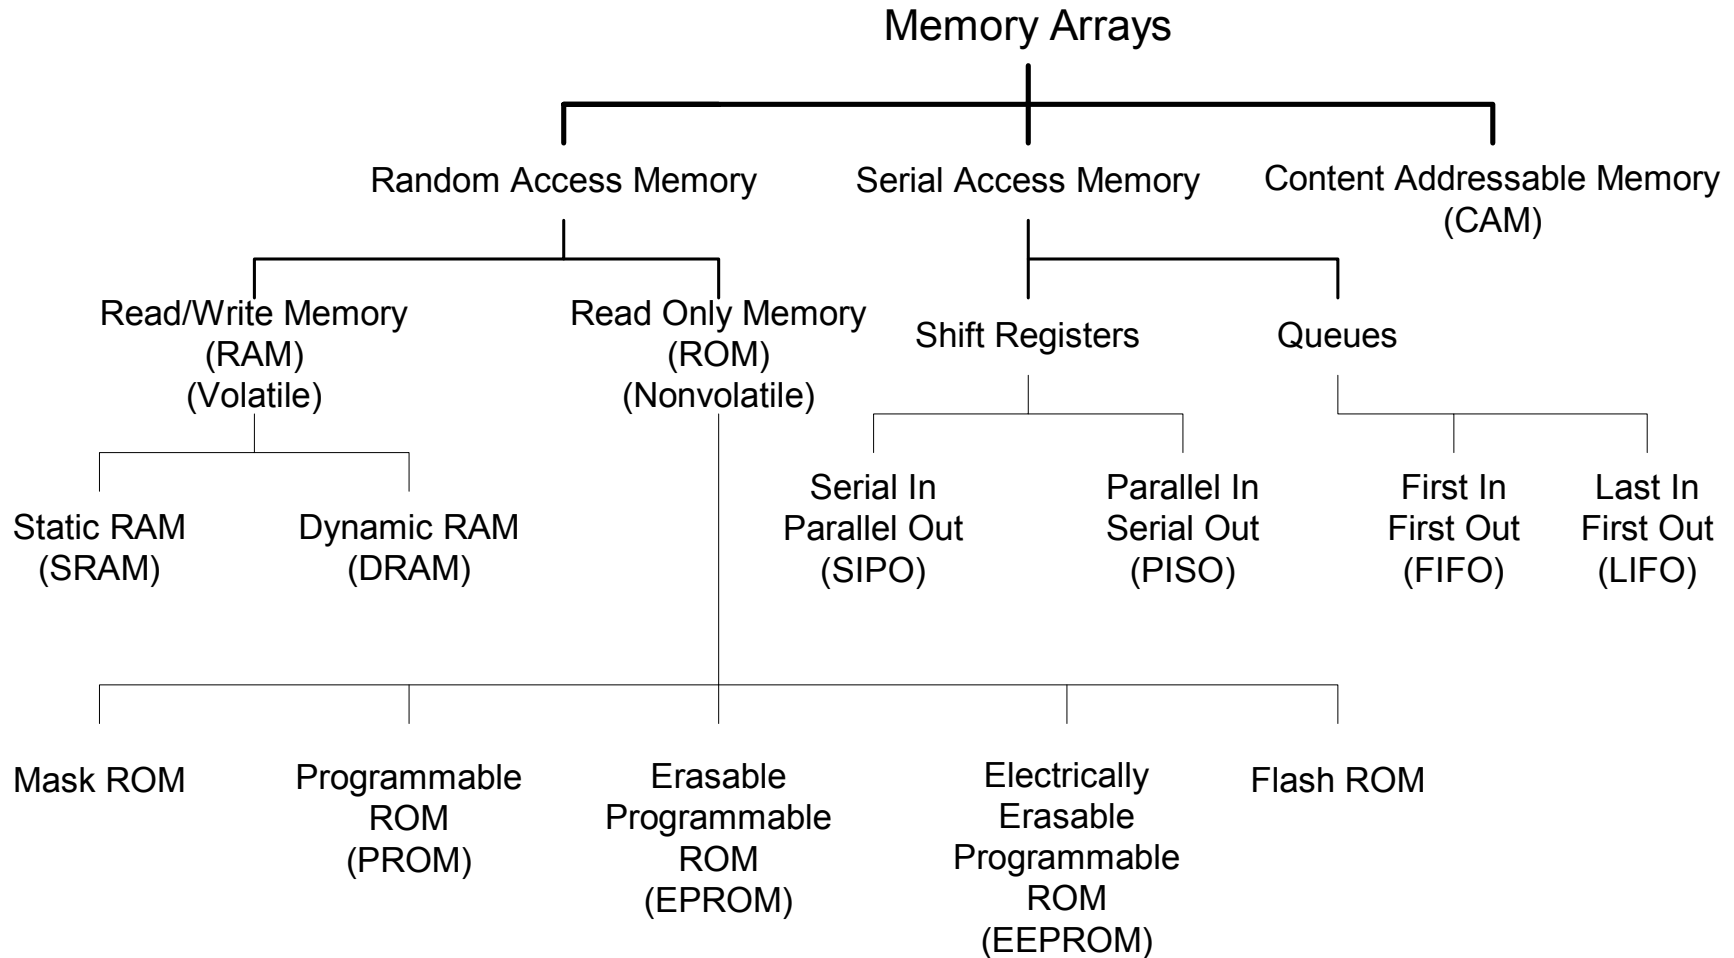 Memory Arrays
Random Access Memory
Serial Access Memory
Content Addressable Memory
(CAM)
Read/Write Memory
(RAM)
(Volatile)
Read Only Memory
(ROM)
(Nonvolatile)
Shift Registers
Queues
Static RAM
(SRAM)
Dynamic RAM
(DRAM)
Serial In
Parallel Out
(SIPO)
Parallel In
Serial Out
(PISO)
First In
First Out
(FIFO)
Last In
First Out
(LIFO)
Mask ROM
Programmable
ROM
(PROM)
Erasable
Programmable
ROM
(EPROM)
Electrically
Erasable
Programmable
ROM
(EEPROM)
Flash ROM